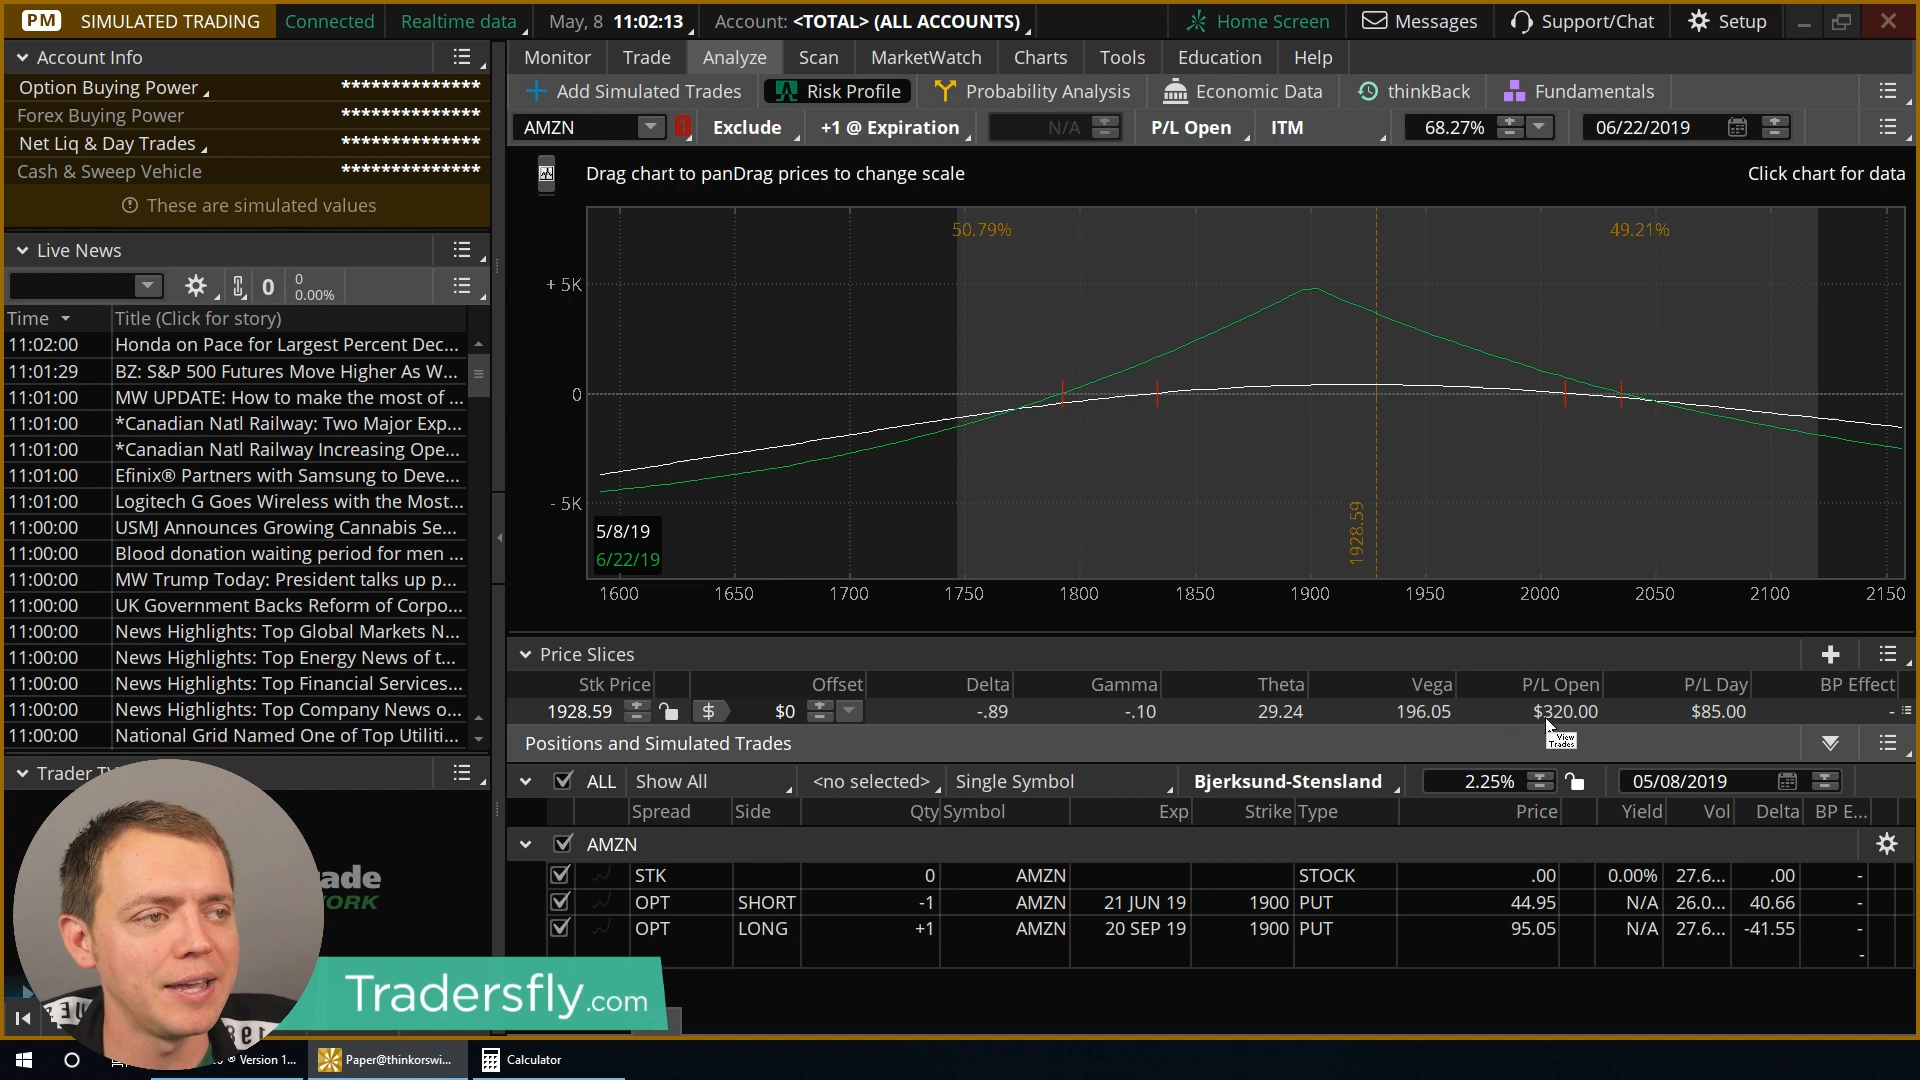 PM SIMULATED TRADING Connected Realtime data May, 8 11:02:13 Account: <TOTAL> (ALL ACCOUNTS) Home Screen Messages Support/Chat Setup
Account Info
Option Buying Power **************
Forex Buying Power **************
Net Liq & Day Trades **************
Cash & Sweep Vehicle **************
These are simulated values
Live News
0 0
0.00%
Time Title (Click for story)
11:02:00 Honda on Pace for Largest Percent Dec...
11:01:29 BZ: S&P 500 Futures Move Higher As W...
11:01:00 MW UPDATE: How to make the most of ...
11:01:00 *Canadian Natl Railway: Two Major Exp...
11:01:00 *Canadian Natl Railway Increasing Ope...
11:01:00 Efinix® Partners with Samsung to Deve...
11:01:00 Logitech G Goes Wireless with the Most...
11:00:00 USMJ Announces Growing Cannabis Se...
11:00:00 Blood donation waiting period for men ...
11:00:00 MW Trump Today: President talks up p...
11:00:00 UK Government Backs Reform of Corpo...
11:00:00 News Highlights: Top Global Markets N...
11:00:00 News Highlights: Top Energy News of t...
11:00:00 News Highlights: Top Financial Services...
11:00:00 News Highlights: Top Company News o...
11:00:00 National Grid Named One of Top Utiliti...
Trader T
ade
ORK
Monitor Trade Analyze Scan MarketWatch Charts Tools Education Help
Add Simulated Trades Risk Profile Probability Analysis Economic Data thinkBack Fundamentals
AMZN 1 Exclude +1 @ Expiration N/A P/L Open ITM 68.27% 06/22/2019
Drag chart to panDrag prices to change scale Click chart for data
50.79% 49.21%
+ 5K
0
- 5K
1928.59
5/8/19
6/22/19
1600 1650 1700 1750 1800 1850 1900 1950 2000 2050 2100 2150
Price Slices
Stk Price Offset Delta Gamma Theta Vega P/L Open P/L Day BP Effect
1928.59 $ $0 -.89 -.10 29.24 196.05 $320.00 $85.00 -
View
Trades
Positions and Simulated Trades
ALL Show All <no selected> Single Symbol Bjerksund-Stensland 2.25% 05/08/2019
Spread Side Qty Symbol Exp Strike Type Price Yield Vol Delta BP E...
AMZN
STK 0 AMZN STOCK .00 0.00% 27.6... .00 -
OPT SHORT -1 AMZN 21 JUN 19 1900 PUT 44.95 N/A 26.0... 40.66 -
OPT LONG +1 AMZN 20 SEP 19 1900 PUT 95.05 N/A 27.6... -41.55 -
-
Tradersfly.com
® Version 1... Paper@thinkorswi... Calculator